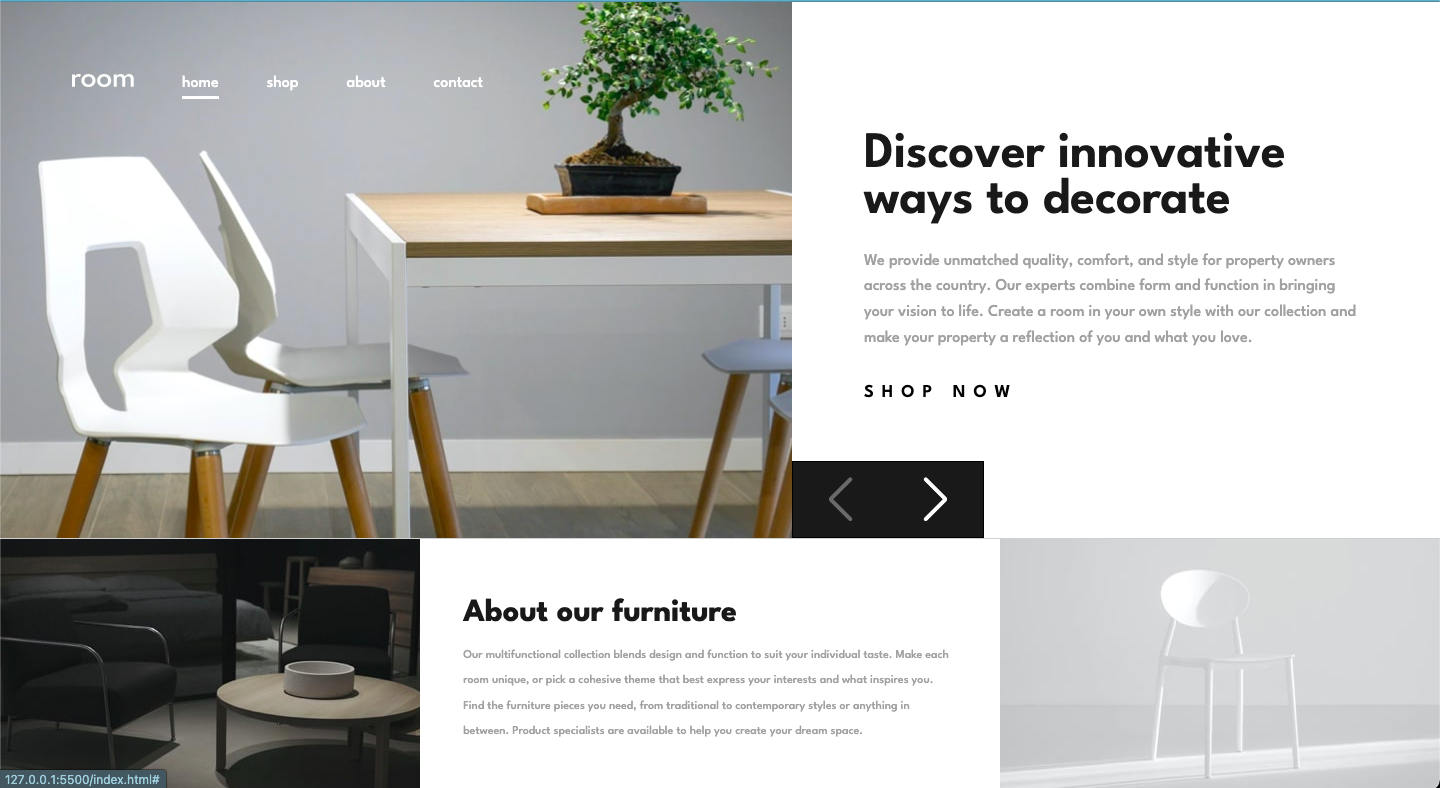 room home shop about contact
Discover innovative
ways to decorate
We provide unmatched quality, comfort, and style for property owners
across the country. Our experts combine form and function in bringing
your vision to life. Create a room in your own style with our collection and
make your property a reflection of you and what you love.
SHOP NOW
About our furniture
Our multifunctional collection blends design and function to suit your individual taste. Make each
room unique, or pick a cohesive theme that best express your interests and what inspires you.
Find the furniture pieces you need, from traditional to contemporary styles or anything in
between. Product specialists are available to help you create your dream space.
127.0.0.1:5500/index.html#